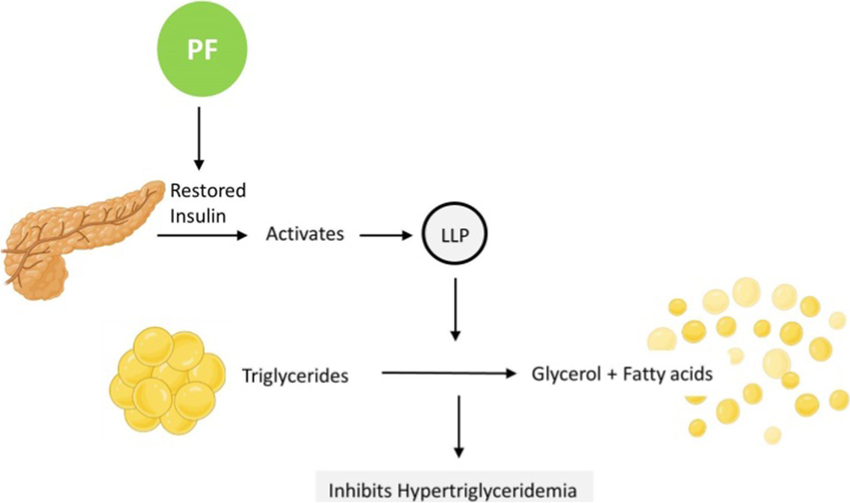 PF
Restored
Insulin
Activates
LLP
Triglycerides
Glycerol + Fatty acids
Inhibits Hypertriglyceridemia